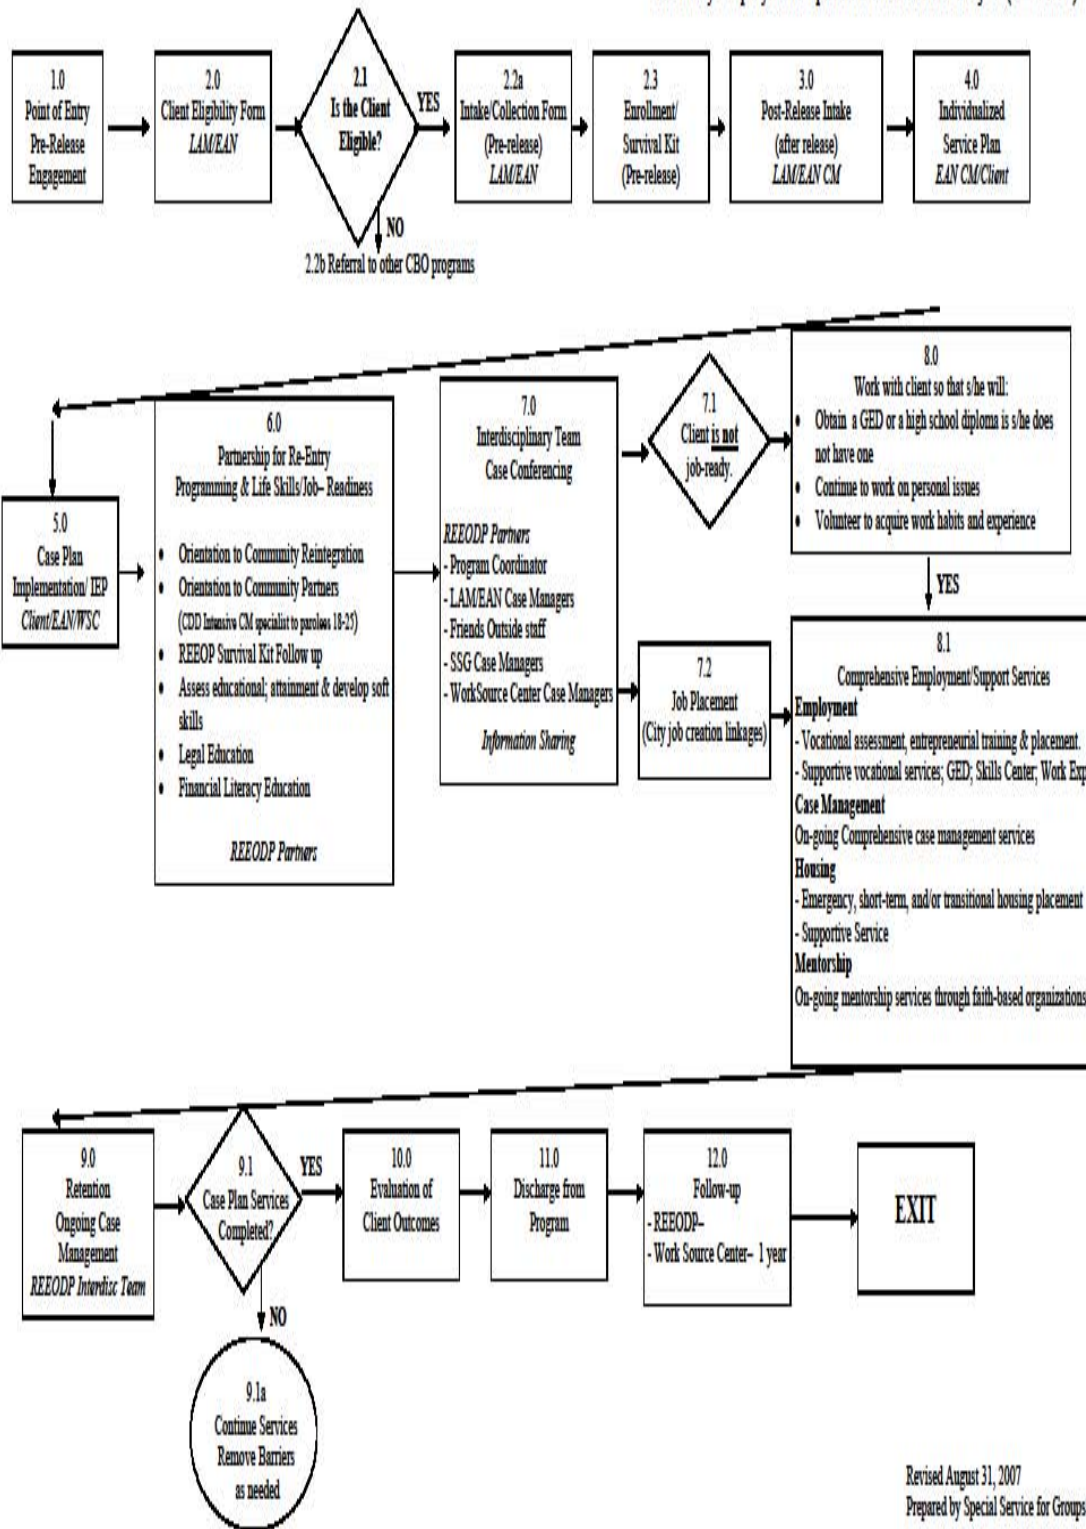 1.0
Point of Entry
Pre-Release
Engagement
2.0
Client Eligibility Form
LAM/EAN
2.1
Is the Client
Eligible?
YES
NO
2.2b Referral to other CBO programs
2.2a
Intake/Collection Form
(Pre-release)
LAM/EAN
2.3
Enrollment/
Survival Kit
(Pre-release)
3.0
Post-Release Intake
(after release)
LAM/EAN CM
4.0
Individualized
Service Plan
EAN CM/Client
5.0
Case Plan
Implementation/ IEP
Client/EAN/WSC
6.0
Partnership for Re-Entry
Programming & Life Skills/Job– Readiness
• Orientation to Community Reintegration
• Orientation to Community Partners
(CDD Intensive CM specialist to parolees 18-25)
• REEOP Survival Kit Follow up
• Assess educational; attainment & develop soft
skills
• Legal Education
• Financial Literacy Education
REEODP Partners
7.0
Interdisciplinary Team
Case Conferencing
REEODP Partners
- Program Coordinator
- LAM/EAN Case Managers
- Friends Outside staff
- SSG Case Managers
- WorkSource Center Case Managers
Information Sharing
7.1
Client is not
job-ready.
7.2
Job Placement
(City job creation linkages)
8.0
Work with client so that s/he will:
• Obtain a GED or a high school diploma is s/he does
not have one
• Continue to work on personal issues
• Volunteer to acquire work habits and experience
YES
8.1
Comprehensive Employment/Support Services
Employment
- Vocational assessment, entrepreneurial training & placement.
- Supportive vocational services; GED; Skills Center; Work Exp
Case Management
On-going Comprehensive case management services
Housing
- Emergency, short-term, and/or transitional housing placement
- Supportive Service
Mentorship
On-going mentorship services through faith-based organizations
9.0
Retention
Ongoing Case
Management
REEODP Interdisc Team
9.1
Case Plan Services
Completed?
YES
NO
9.1a
Continue Services
Remove Barriers
as needed
10.0
Evaluation of
Client Outcomes
11.0
Discharge from
Program
12.0
Follow-up
- REEODP–
- Work Source Center– 1 year
EXIT
Revised August 31, 2007
Prepared by Special Service for Groups